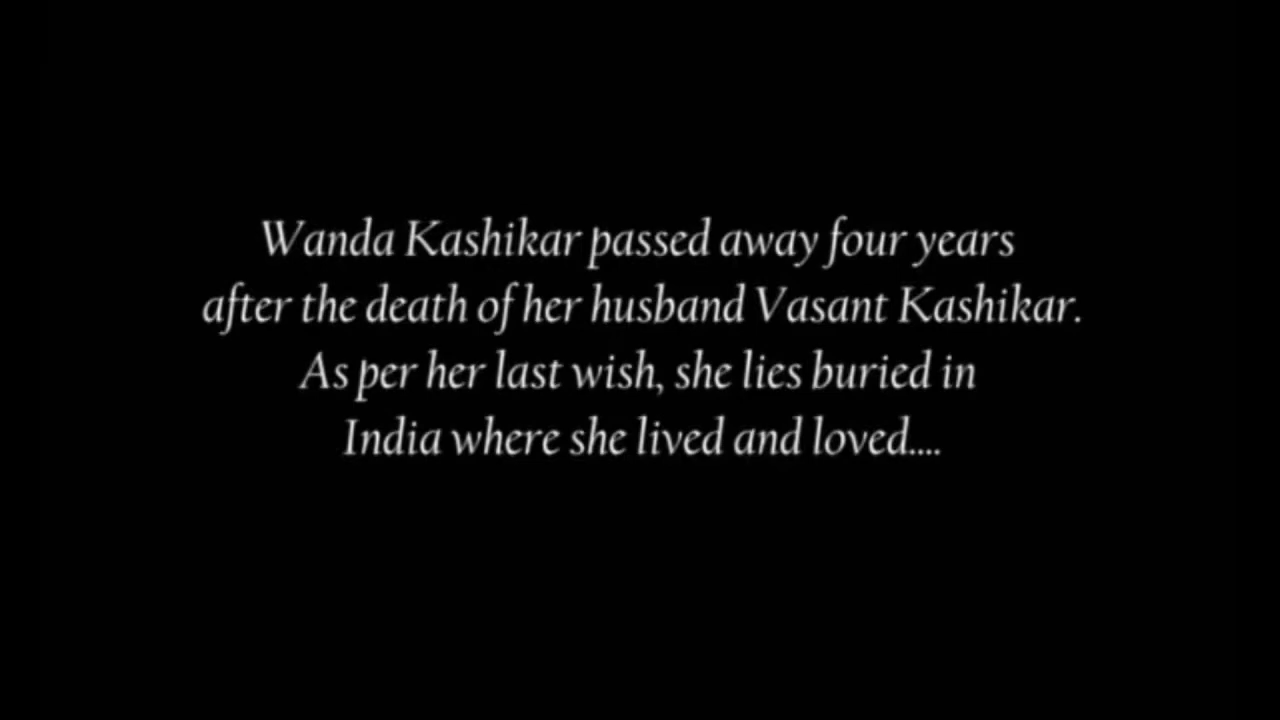 Wanda Kashikar passed away four years
after the death of her husband Vasant Kashikar.
As per her last wish, she lies buried in
India where she lived and loved....